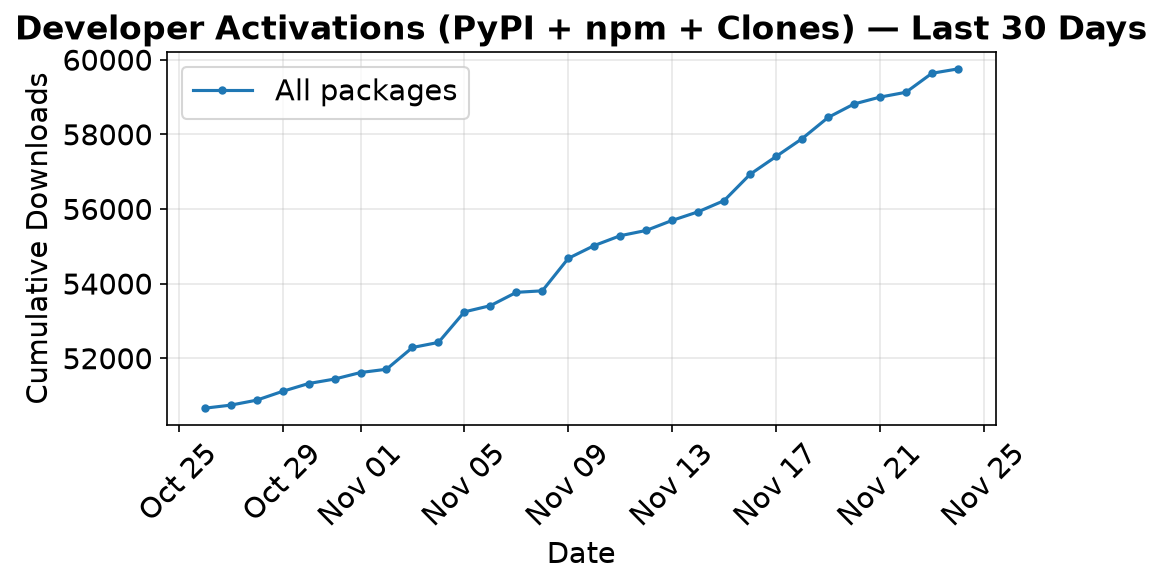 Developer Activations (PyPI + npm + Clones) — Last 30 Days
All packages
Cumulative Downloads
60000
58000
56000
54000
52000
Oct 25
Oct 29
Nov 01
Nov 05
Nov 09
Nov 13
Nov 17
Nov 21
Nov 25
Date